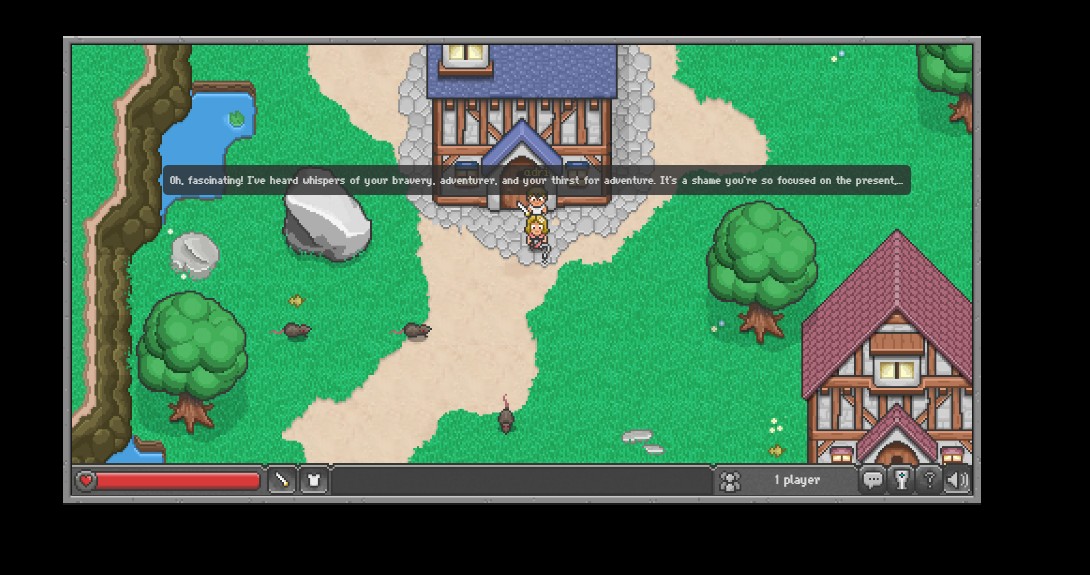 Oh, fascinating! I've heard whispers of your bravery, adventurer, and your thirst for adventure. It's a shame you're so focused on the present,...
1 player